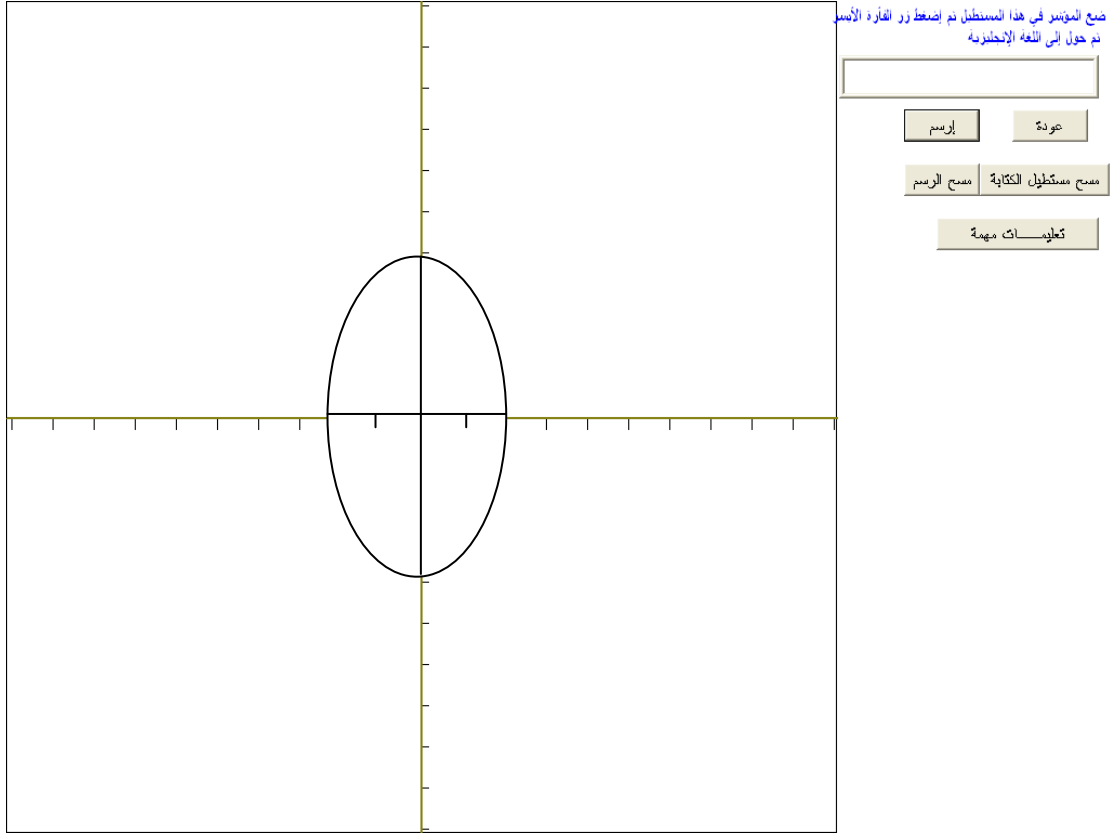 ضع المؤشر في هذا المستطيل ثم إضغط زر الفأرة الأيسر
ثم حول إلى اللغة الإنجليزية
إرسم
عودة
مسح الرسم
مسح مستطيل الكتابة
تعليمـــــات مهمة